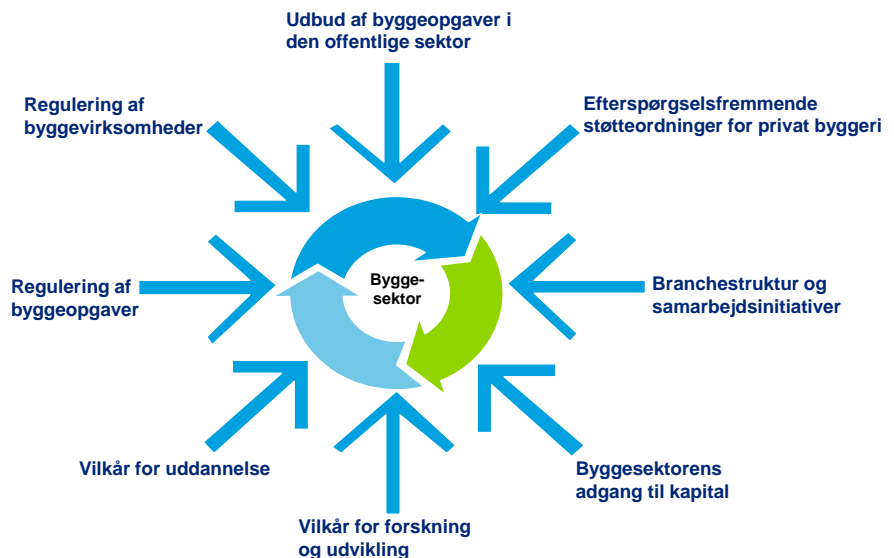 Udbud af byggeopgaver i
den offentlige sektor
Regulering af
byggevirksomheder
Efterspørgselsfremmende
støtteordninger for privat byggeri
Regulering af
byggeopgaver
Bygge-
sektor
Branchestruktur og
samarbejdsinitiativer
Vilkår for uddannelse
Byggesektorens
adgang til kapital
Vilkår for forskning
og udvikling